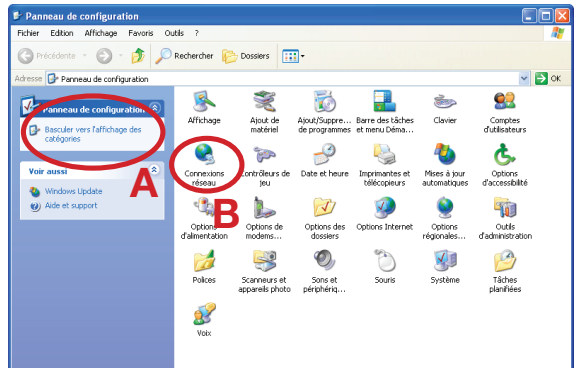 Panneau de configuration
Fichier Edition Affichage Favoris Outils ?
Précédente Rechercher Dossiers
Adresse Panneau de configuration OK
Panneau de configuration
Basculer vers l'affichage des
catégories
A
Voir aussi
Windows Update
Aide et support
Affichage
Ajout de
matériel
Ajout/Suppre...
de programmes
Barre des tâches
et menu Déma...
Clavier
Comptes
d'utilisateurs
Connexions
réseau
B
Contrôleurs de
jeu
Date et heure
Imprimantes et
télécopieurs
Mises à jour
automatiques
Options
d'accessibilité
Options
d'alimentation
Options de
modems...
Options des
dossiers
Options Internet
Options
régionales...
Outils
d'administration
Polices
Scanneurs et
appareils photo
Sons et
périphériq...
Souris
Système
Tâches
planifiées
Voix